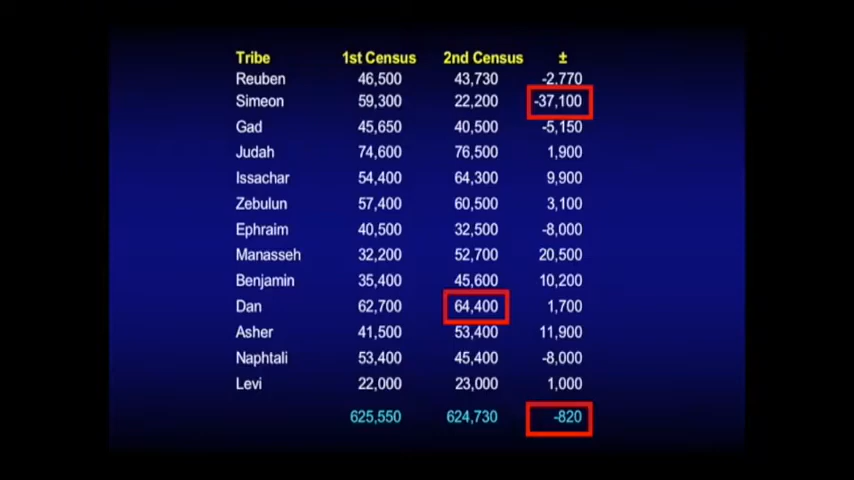 Tribe 1st Census 2nd Census ±
Reuben 46,500 43,730 -2,770
Simeon 59,300 22,200 -37,100
Gad 45,650 40,500 -5,150
Judah 74,600 76,500 1,900
Issachar 54,400 64,300 9,900
Zebulun 57,400 60,500 3,100
Ephraim 40,500 32,500 -8,000
Manasseh 32,200 52,700 20,500
Benjamin 35,400 45,600 10,200
Dan 62,700 64,400 1,700
Asher 41,500 53,400 11,900
Naphtali 53,400 45,400 -8,000
Levi 22,000 23,000 1,000
625,550 624,730 -820